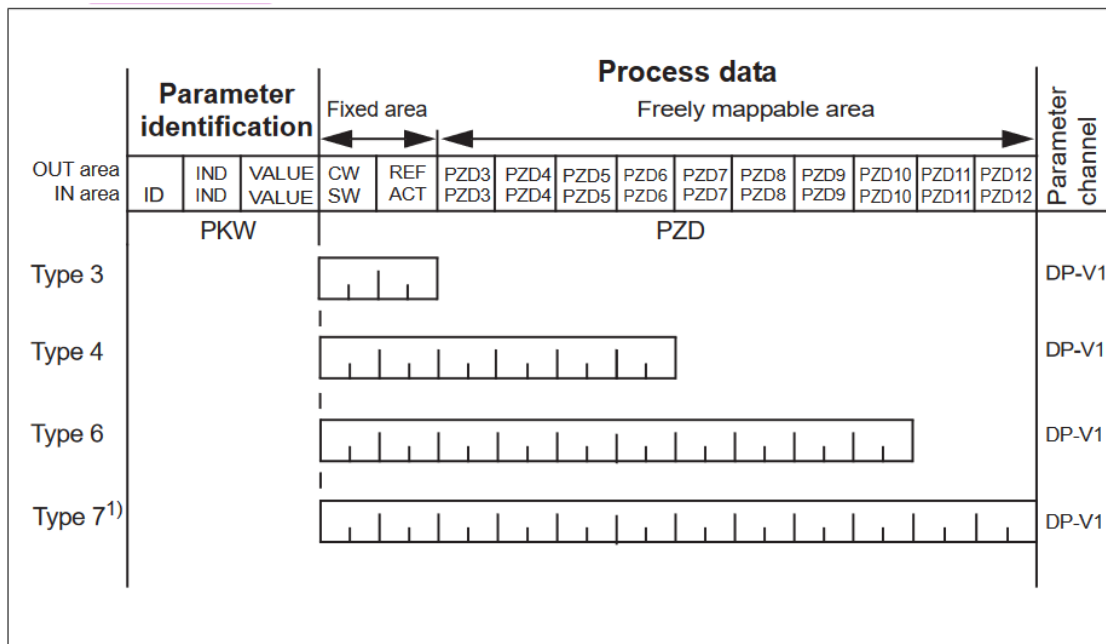 Process data
Parameter
identification
Fixed area
Freely mappable area
Parameter
channel
OUT area IND VALUE CW REF PZD3 PZD4 PZD5 PZD6 PZD7 PZD8 PZD9 PZD10 PZD11 PZD12
IN area ID IND VALUE SW ACT PZD3 PZD4 PZD5 PZD6 PZD7 PZD8 PZD9 PZD10 PZD11 PZD12
PKW PZD
Type 3 DP-V1
Type 4 DP-V1
Type 6 DP-V1
Type 7¹⁾ DP-V1